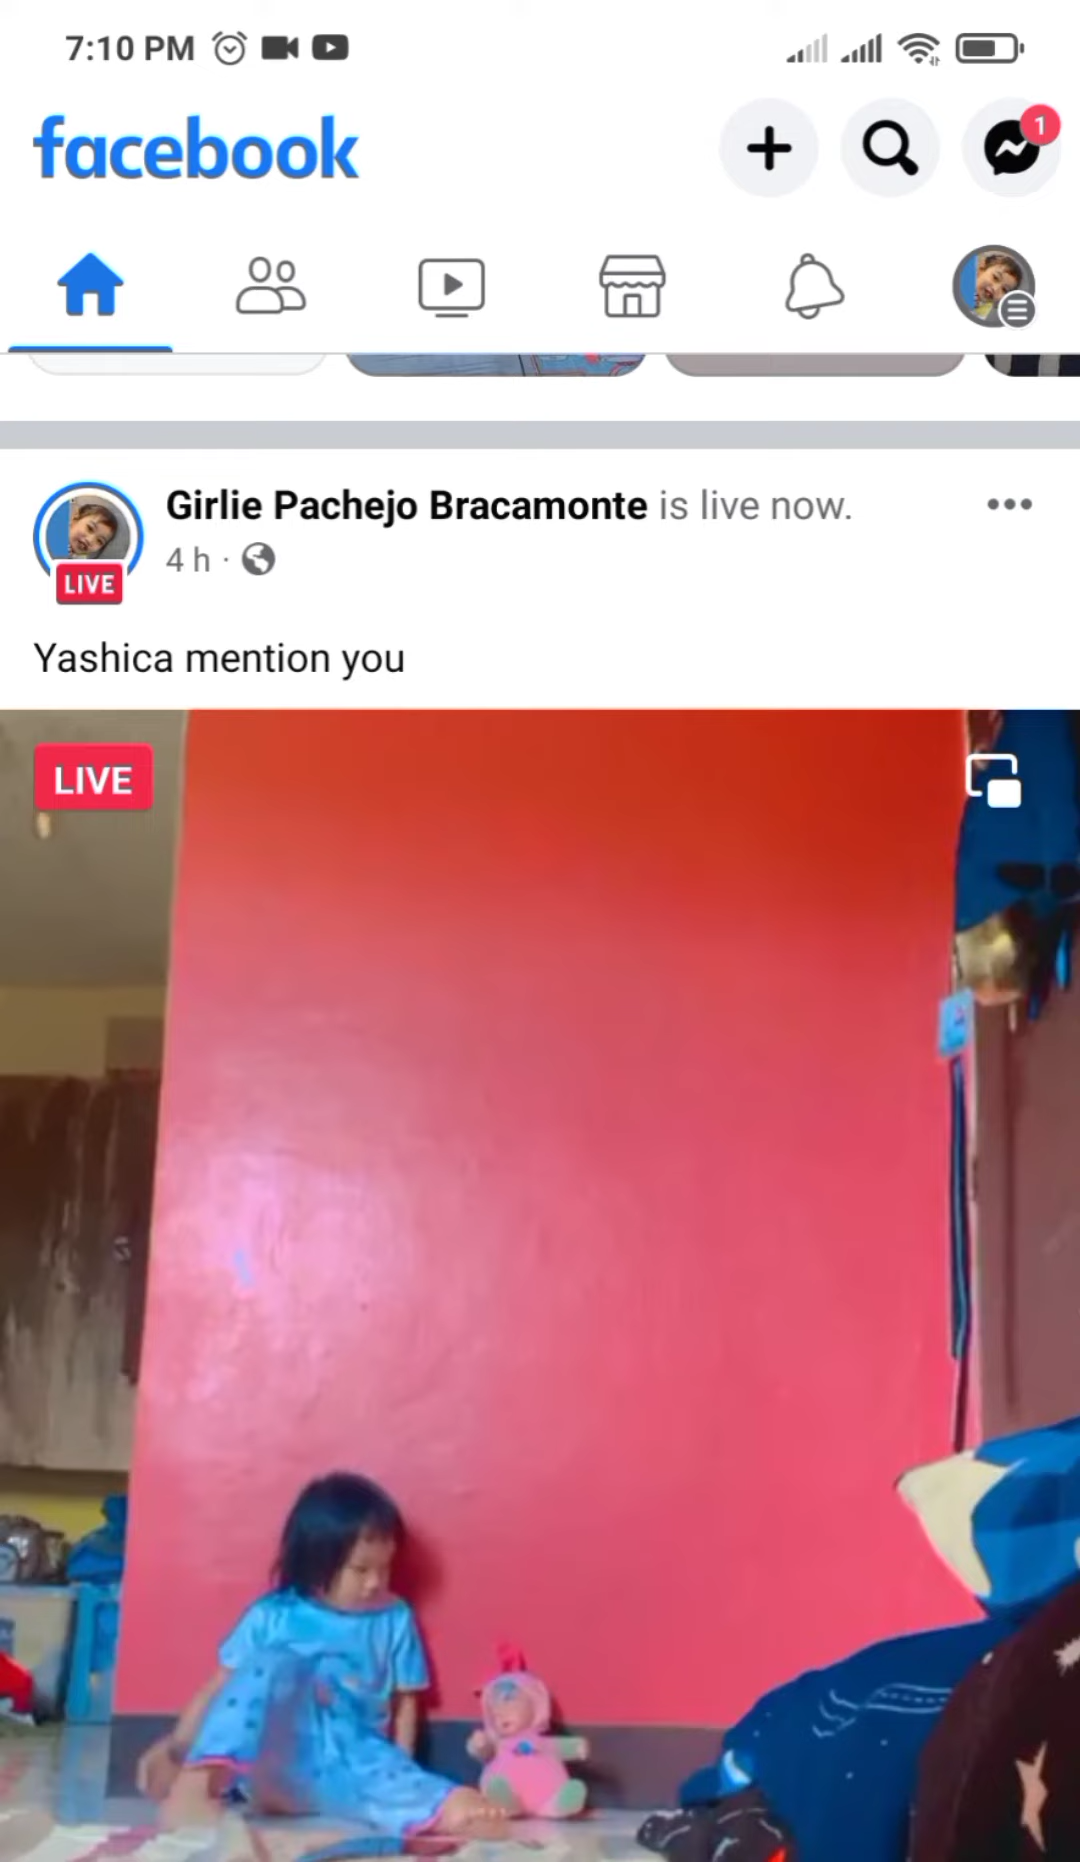 7:10 PM
facebook
1
Girlie Pachejo Bracamonte is live now.
LIVE
4 h ·
Yashica mention you
LIVE